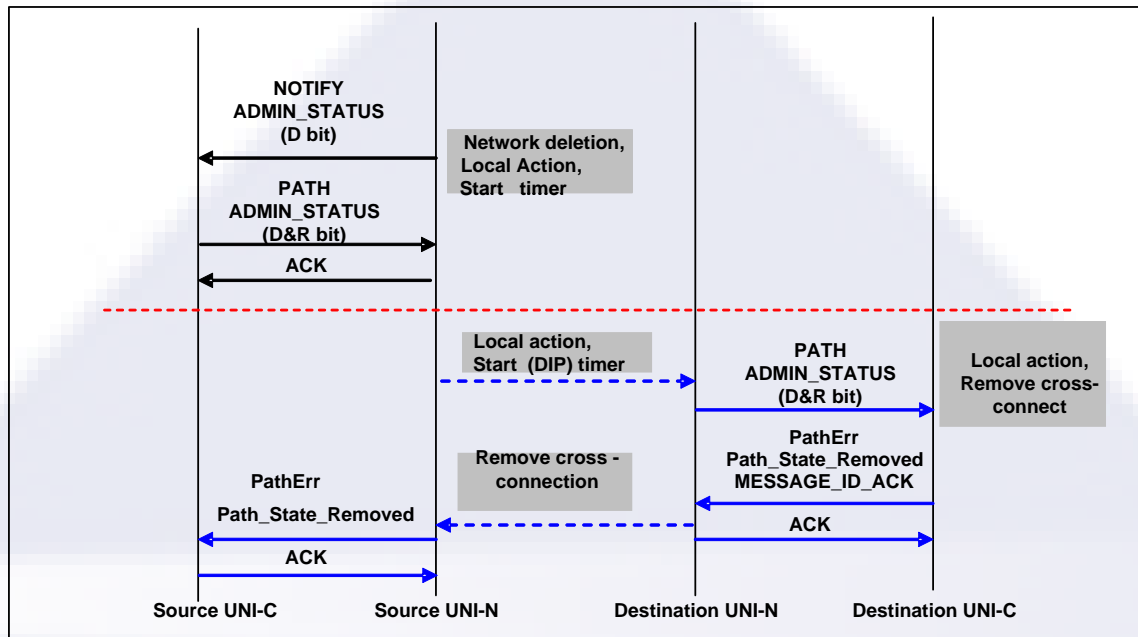 NOTIFY
ADMIN_STATUS
(D bit)
Network deletion,
Local Action,
Start timer
PATH
ADMIN_STATUS
(D&R bit)
ACK
Local action,
Start (DIP) timer
PATH
ADMIN_STATUS
(D&R bit)
Local action,
Remove cross-
connect
PathErr
Path_State_Removed
MESSAGE_ID_ACK
Remove cross -
connection
PathErr
Path_State_Removed
ACK
ACK
Source UNI-C
Source UNI-N
Destination UNI-N
Destination UNI-C